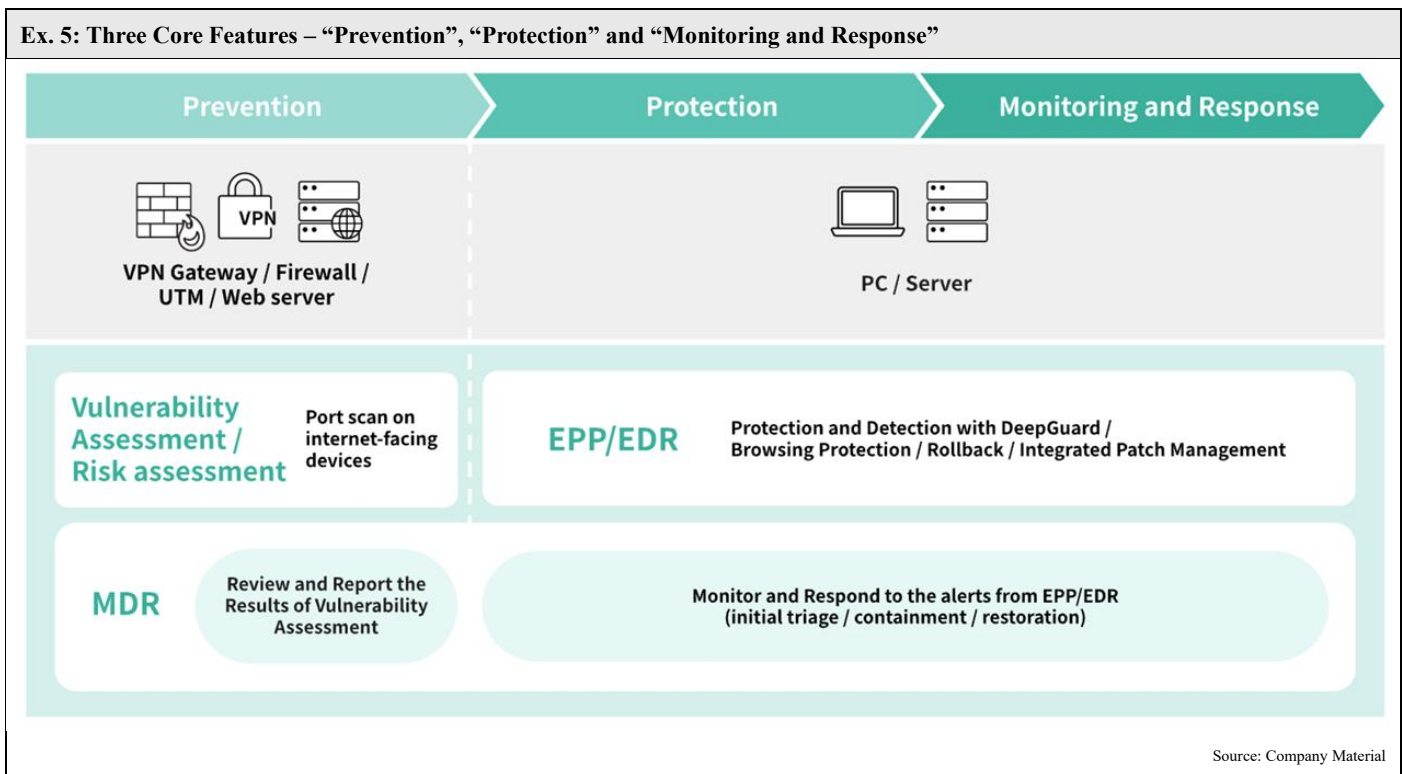 Ex. 5: Three Core Features – “Prevention”, “Protection” and “Monitoring and Response”
Prevention
Protection
Monitoring and Response
VPN
VPN Gateway / Firewall /
UTM / Web server
PC / Server
Vulnerability
Assessment /
Risk assessment
Port scan on
internet-facing
devices
EPP/EDR
Protection and Detection with DeepGuard /
Browsing Protection / Rollback / Integrated Patch Management
MDR
Review and Report the
Results of Vulnerability
Assessment
Monitor and Respond to the alerts from EPP/EDR
(initial triage / containment / restoration)
Source: Company Material